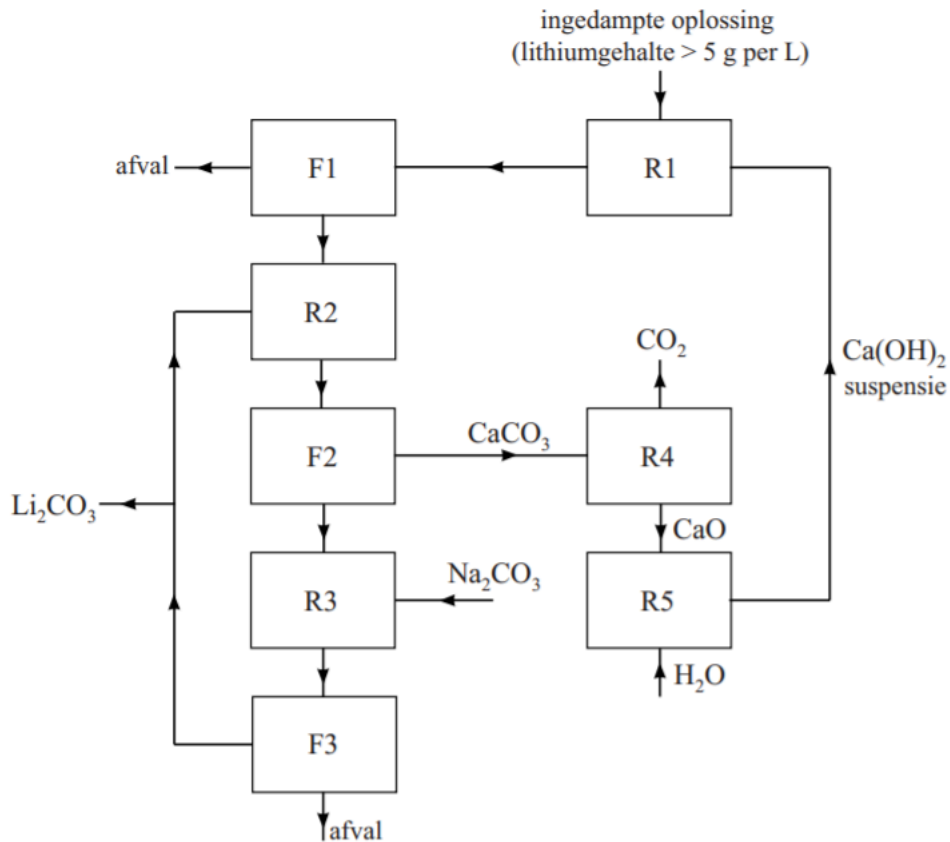 ingedampte oplossing
(lithiumgehalte > 5 g per L)
afval
F1
R1
R2
CO₂
Ca(OH)₂
suspensie
F2
CaCO₃
R4
Li₂CO₃
CaO
R3
Na₂CO₃
R5
H₂O
F3
afval